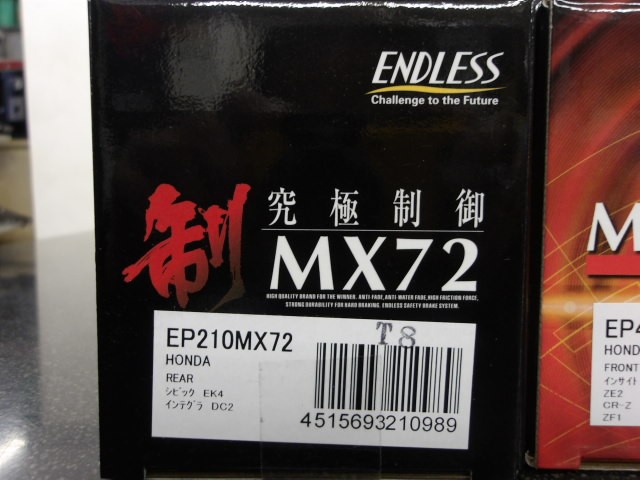 ENDLESS
Challenge to the Future
制
究極制御
MX72
HIGH QUALITY BRAND FOR THE WINNER. ANTI FADE, ANTI WATER FADE, HIGH FRICTION FORCE,
STRONG DURABILITY FOR HARD BRAKING. ENDLESS SAFETY BRAKE SYSTEM.
EP210MX72
T8
HONDA
REAR
シビック EK4
インテグラ DC2
4515693210989
M
EP4
HOND
FRONT
インサイト
ZE2
CR-Z
ZF1